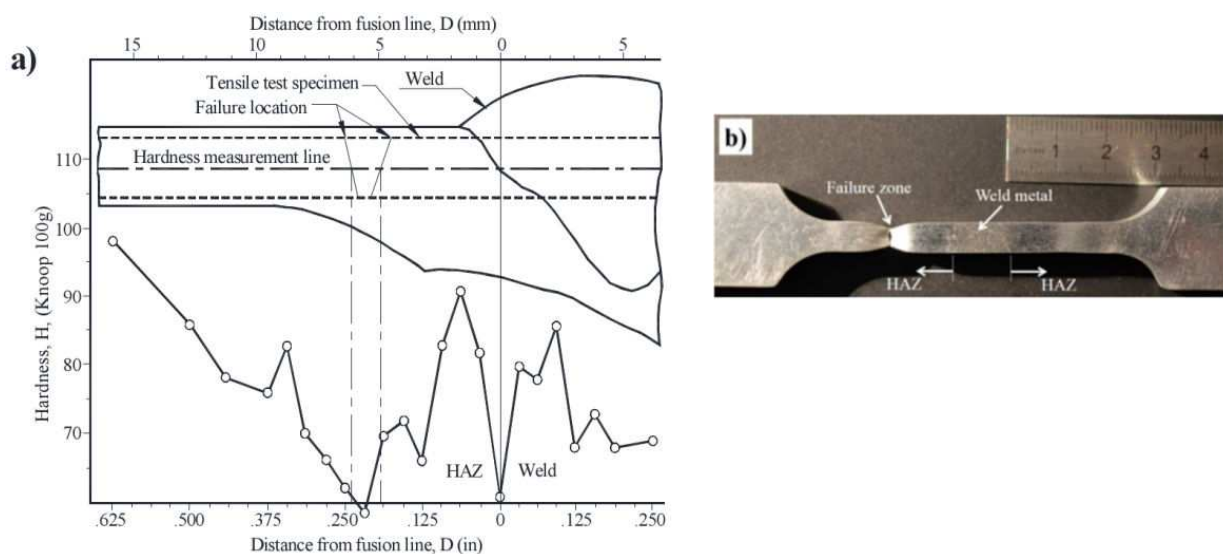 Distance from fusion line, D (mm)
15 10 5 0 5
a)
Weld
Tensile test specimen
Failure location
Hardness measurement line
110
100
90
80
70
Hardness, H, (Knoop 100g)
HAZ Weld
.625 .500 .375 .250 .125 0 .125 .250
Distance from fusion line, D (in)
b)
1 2 3 4
Failure zone
Weld metal
HAZ HAZ